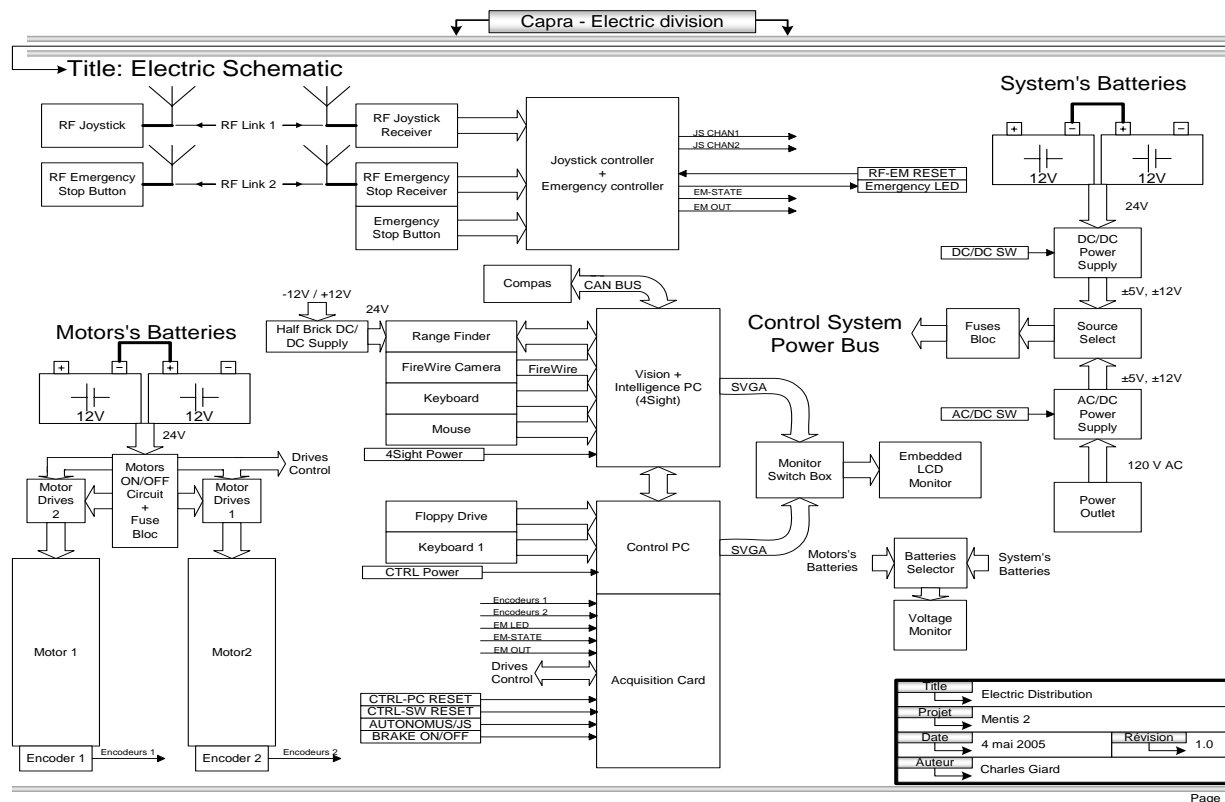 Capra - Electric division
Title: Electric Schematic
RF Joystick
RF Link 1
RF Joystick
Receiver
RF Emergency
Stop Button
RF Link 2
RF Emergency
Stop Receiver
Emergency
Stop Button
Joystick controller
+
Emergency controller
JS CHAN1
JS CHAN2
RF-EM RESET
Emergency LED
EM-STATE
EM OUT
System's Batteries
+
-
+
-
12V
12V
24V
DC/DC SW
DC/DC
Power
Supply
±5V, ±12V
Control System
Power Bus
Fuses
Bloc
Source
Select
±5V, ±12V
AC/DC SW
AC/DC
Power
Supply
120 V AC
Power
Outlet
Compas
CAN BUS
-12V / +12V
24V
Half Brick DC/
DC Supply
Range Finder
FireWire Camera
FireWire
Keyboard
Mouse
4Sight Power
Vision +
Intelligence PC
(4Sight)
SVGA
Monitor
Switch Box
Embedded
LCD
Monitor
Floppy Drive
Keyboard 1
CTRL Power
Control PC
SVGA
Motors's
Batteries
Batteries
Selector
System's
Batteries
Voltage
Monitor
Encodeurs 1
Encodeurs 2
EM LED
EM-STATE
EM OUT
Drives
Control
Acquisition Card
CTRL-PC RESET
CTRL-SW RESET
AUTONOMUS/JS
BRAKE ON/OFF
Motors's Batteries
+
-
+
-
12V
12V
24V
Drives
Control
Motor
Drives
2
Motors
ON/OFF
Circuit
+
Fuse
Bloc
Motor
Drives
1
Motor 1
Motor2
Encoder 1
Encodeurs 1
Encoder 2
Encodeurs 2
Title
Electric Distribution
Projet
Mentis 2
Date
4 mai 2005
Révision
1.0
Auteur
Charles Giard
Page